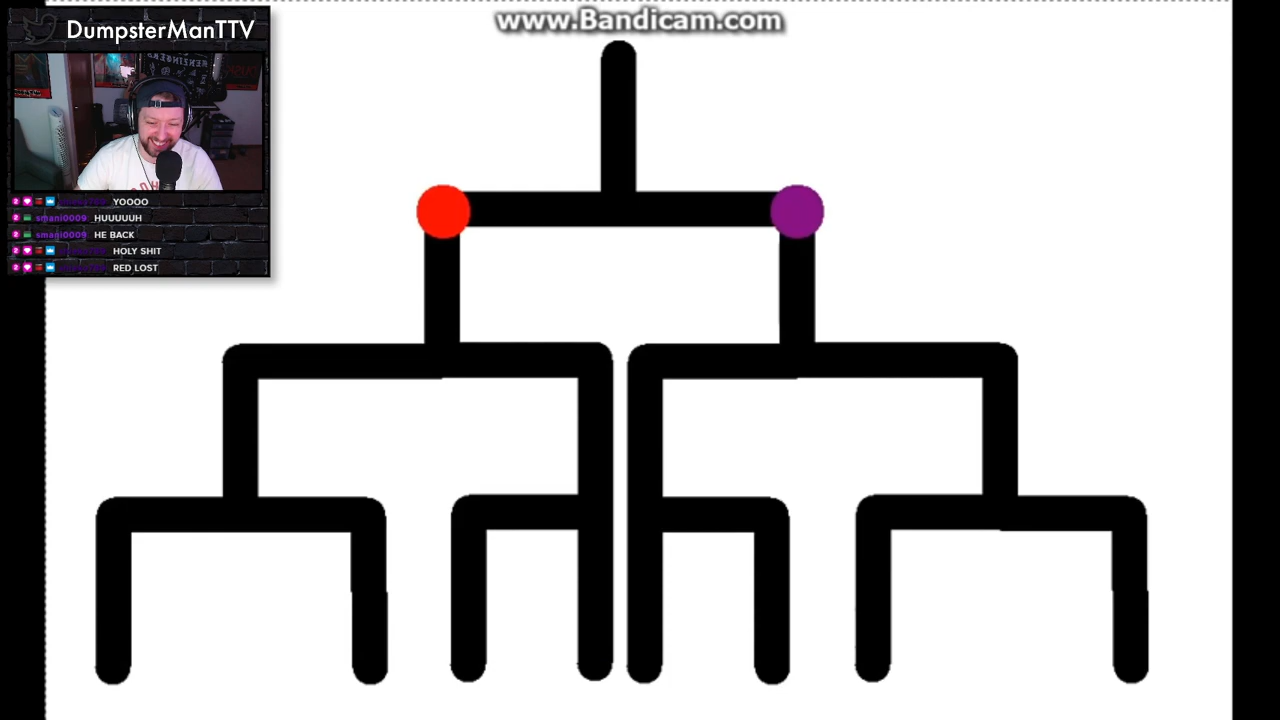 DumpsterManTTV
www.Bandicam.com
YOOOO
smani0009 HUUUUUH
smani0009 HE BACK
HOLY SHIT
RED LOST